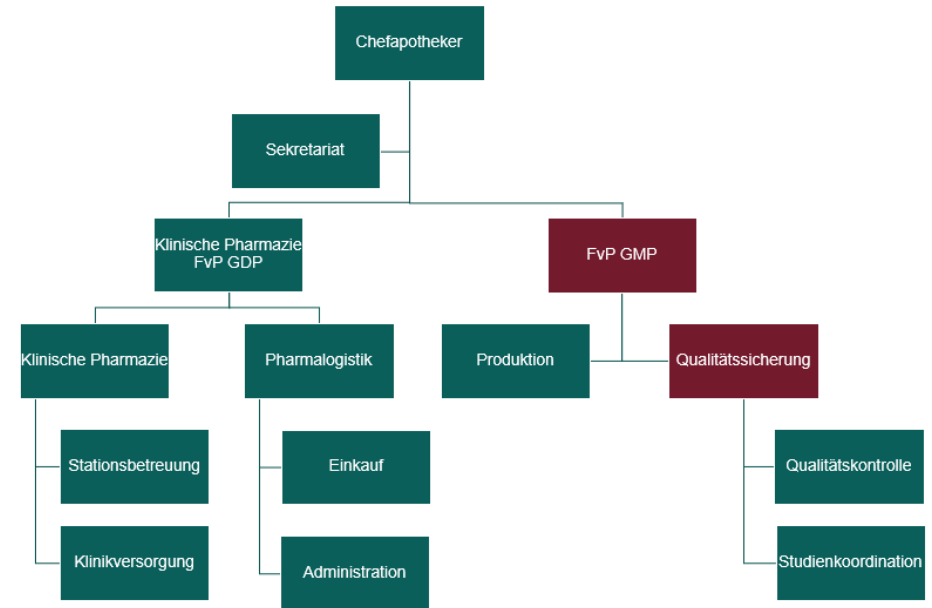 Chefapotheker
Sekretariat
Klinische Pharmazie
FvP GDP
FvP GMP
Klinische Pharmazie
Pharmalogistik
Produktion
Qualitätssicherung
Stationsbetreuung
Einkauf
Qualitätskontrolle
Klinikversorgung
Administration
Studienkoordination